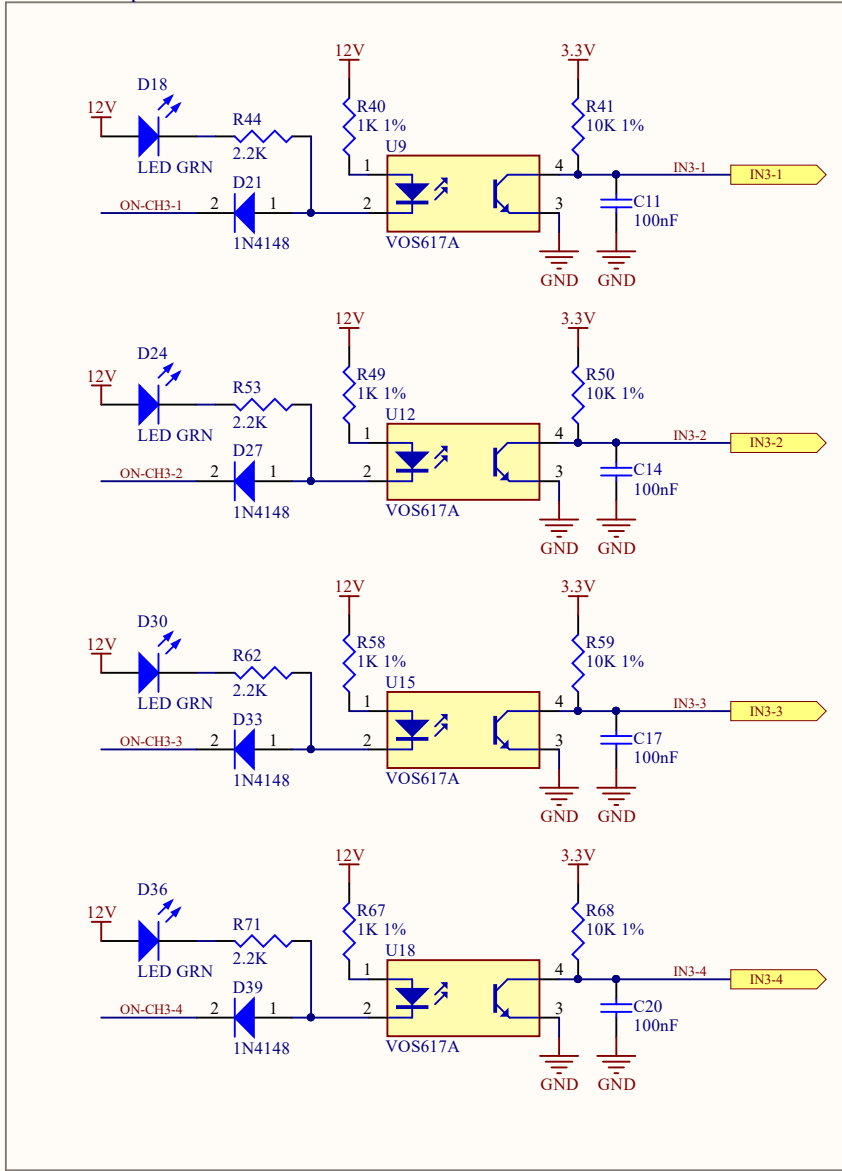 12V
3.3V
D18
12V
R44
2.2K
LED GRN
R40
1K 1%
U9
R41
10K 1%
D21
ON-CH3-1
2
1
1N4148
1
2
4
3
VOS617A
IN3-1
IN3-1
C11
100nF
GND
GND
12V
3.3V
D24
12V
R53
2.2K
LED GRN
R49
1K 1%
U12
R50
10K 1%
D27
ON-CH3-2
2
1
1N4148
1
2
4
3
VOS617A
IN3-2
IN3-2
C14
100nF
GND
GND
12V
3.3V
D30
12V
R62
2.2K
LED GRN
R58
1K 1%
U15
R59
10K 1%
D33
ON-CH3-3
2
1
1N4148
1
2
4
3
VOS617A
IN3-3
IN3-3
C17
100nF
GND
GND
12V
3.3V
D36
12V
R71
2.2K
LED GRN
R67
1K 1%
U18
R68
10K 1%
D39
ON-CH3-4
2
1
1N4148
1
2
4
3
VOS617A
IN3-4
IN3-4
C20
100nF
GND
GND